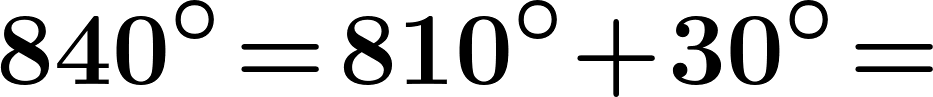 840° = 810° + 30° =